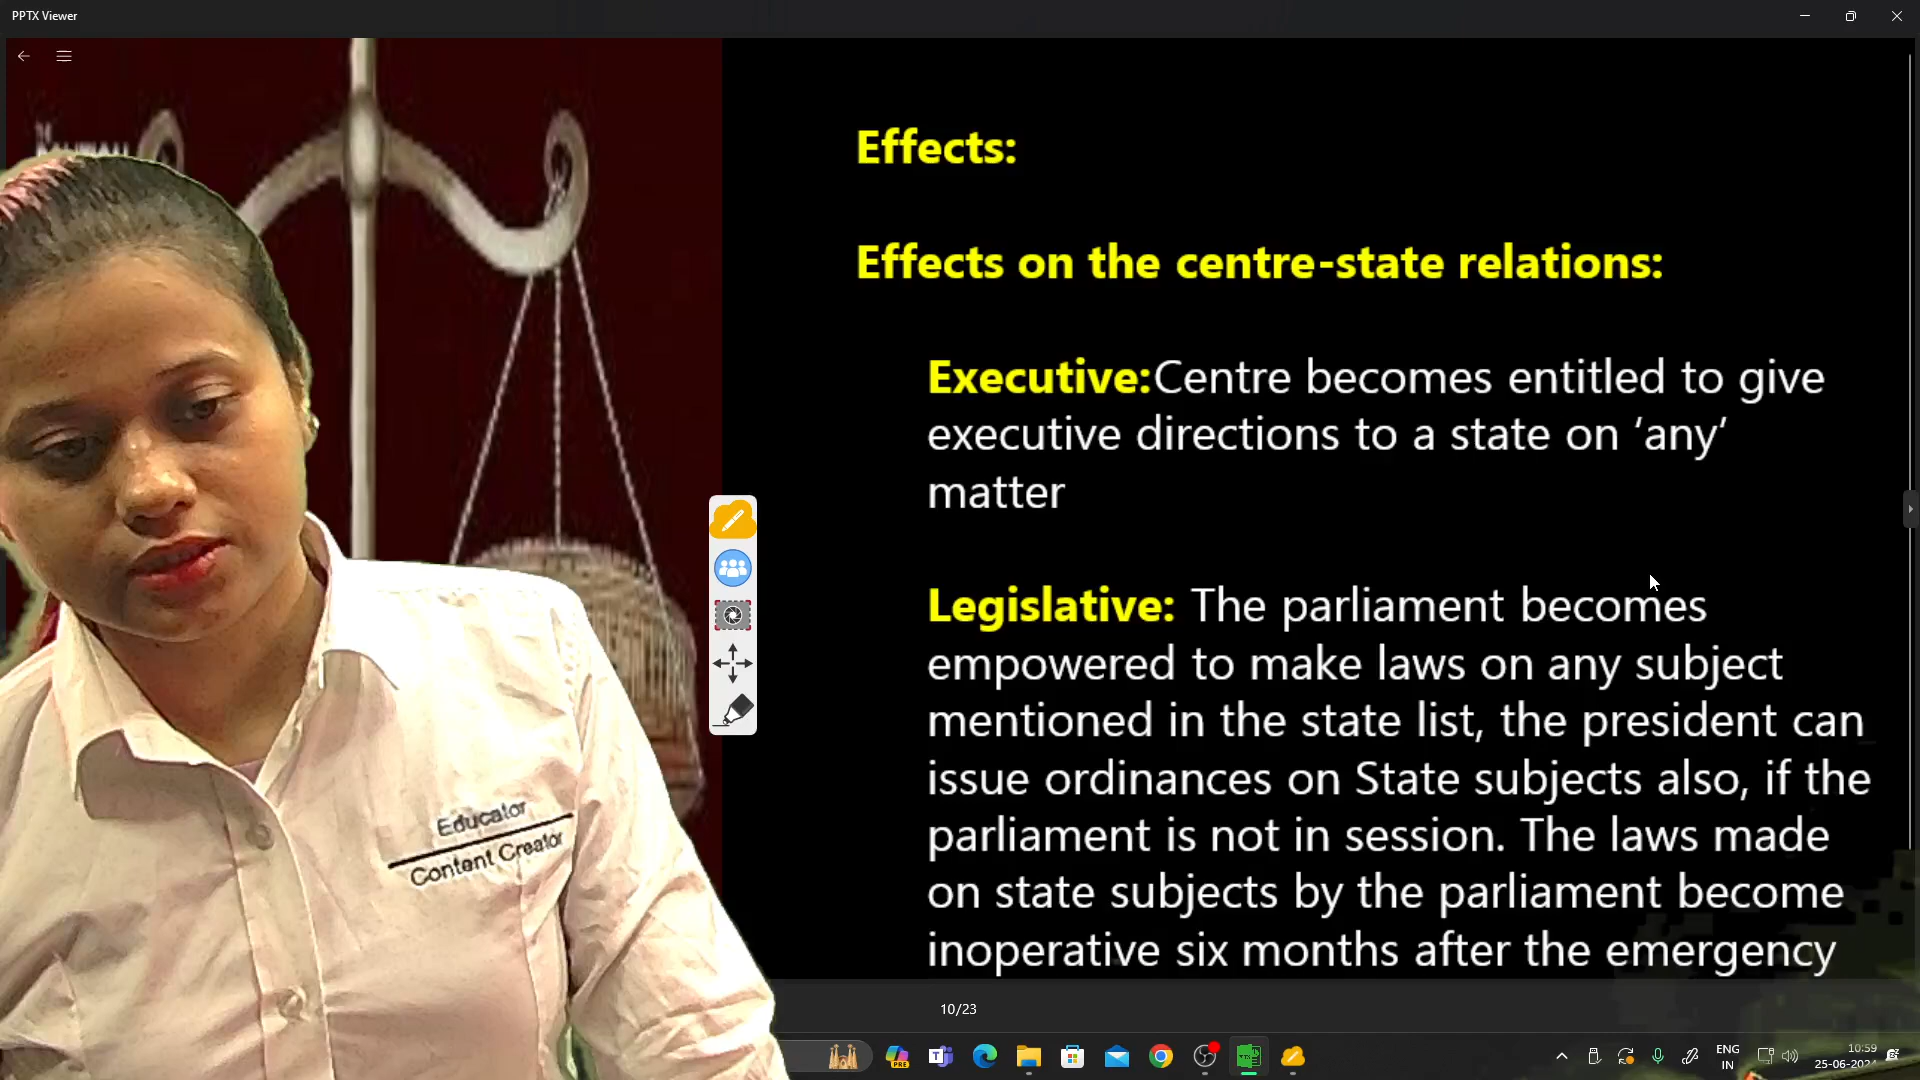 PPTX Viewer
Effects:
Effects on the centre-state relations:
Executive:Centre becomes entitled to give
executive directions to a state on ‘any’
matter
Legislative: The parliament becomes
empowered to make laws on any subject
mentioned in the state list, the president can
issue ordinances on State subjects also, if the
parliament is not in session. The laws made
on state subjects by the parliament become
inoperative six months after the emergency
Educator
Content Creator
10/23
PRE
ENG
IN
10:59